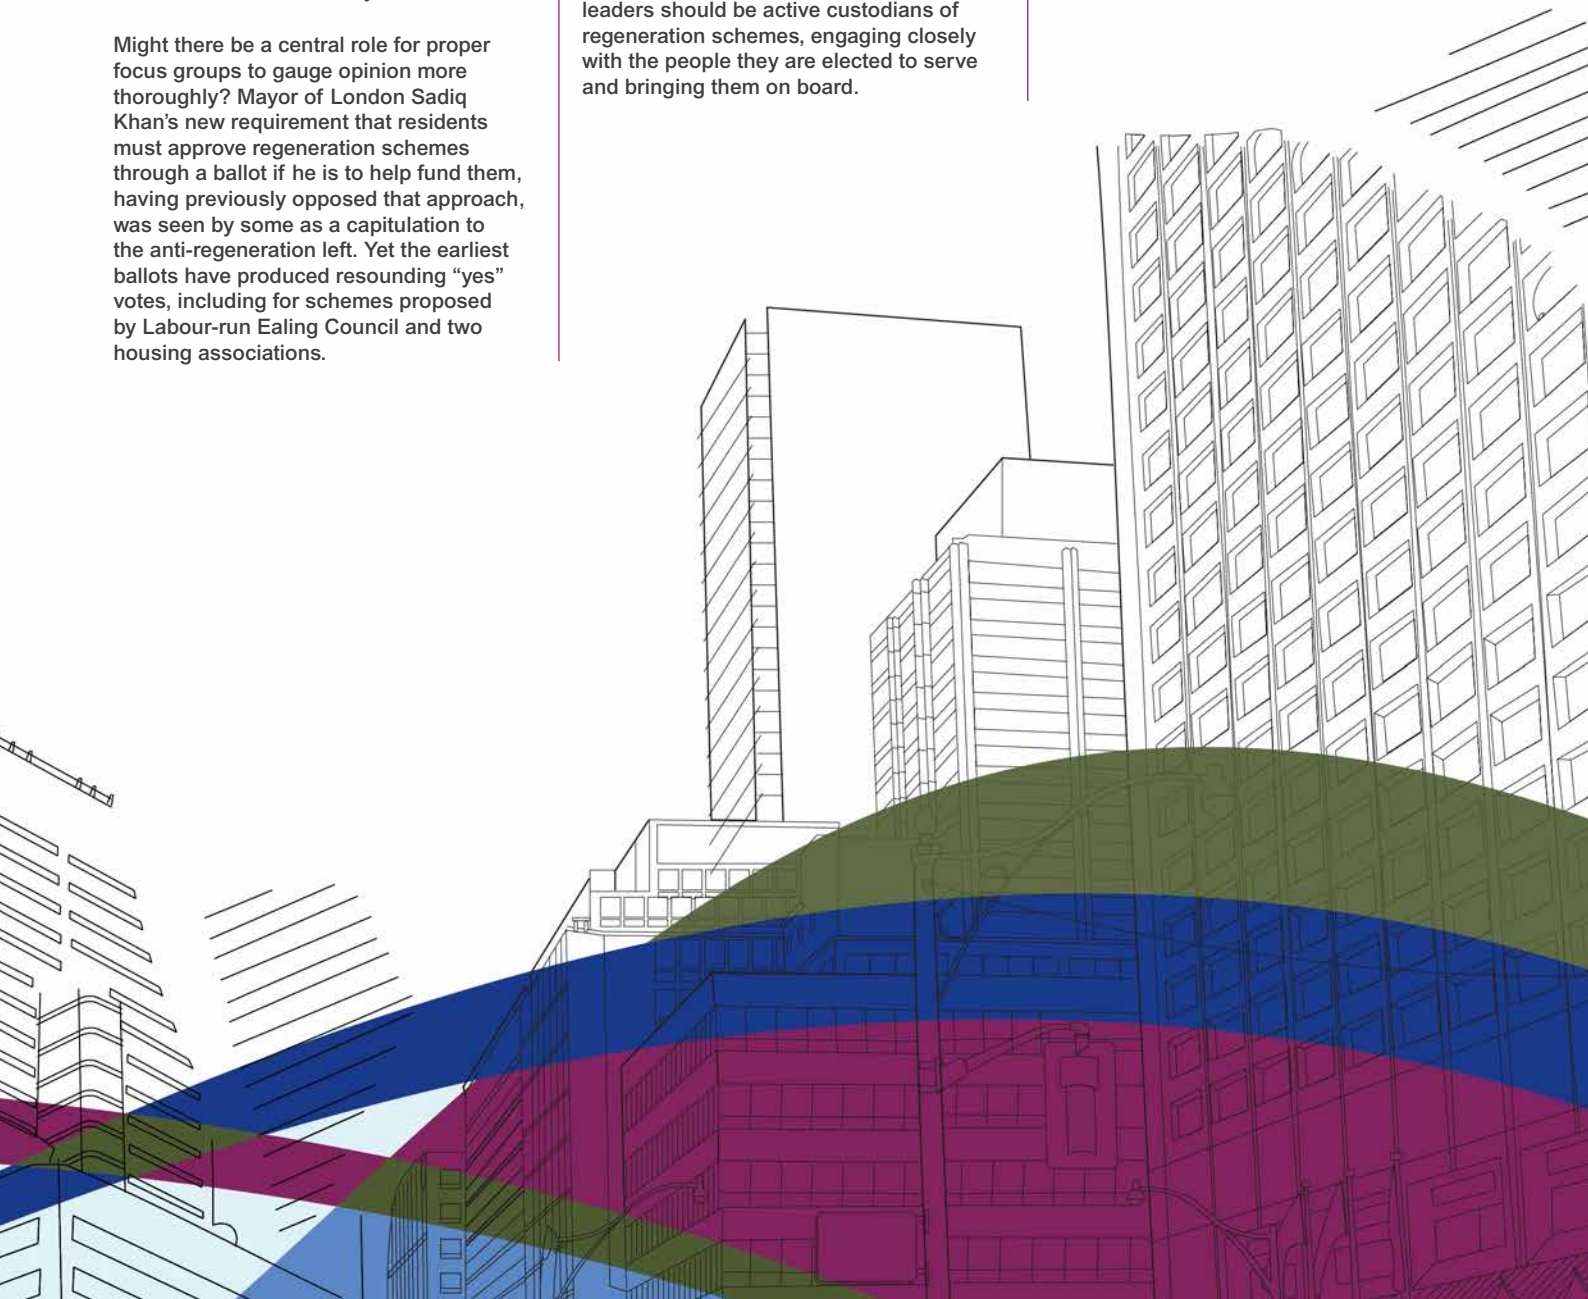 Might there be a central role for proper
focus groups to gauge opinion more
thoroughly? Mayor of London Sadiq
Khan’s new requirement that residents
must approve regeneration schemes
through a ballot if he is to help fund them,
having previously opposed that approach,
was seen by some as a capitulation to
the anti-regeneration left. Yet the earliest
ballots have produced resounding “yes”
votes, including for schemes proposed
by Labour-run Ealing Council and two
housing associations.
leaders should be active custodians of
regeneration schemes, engaging closely
with the people they are elected to serve
and bringing them on board.